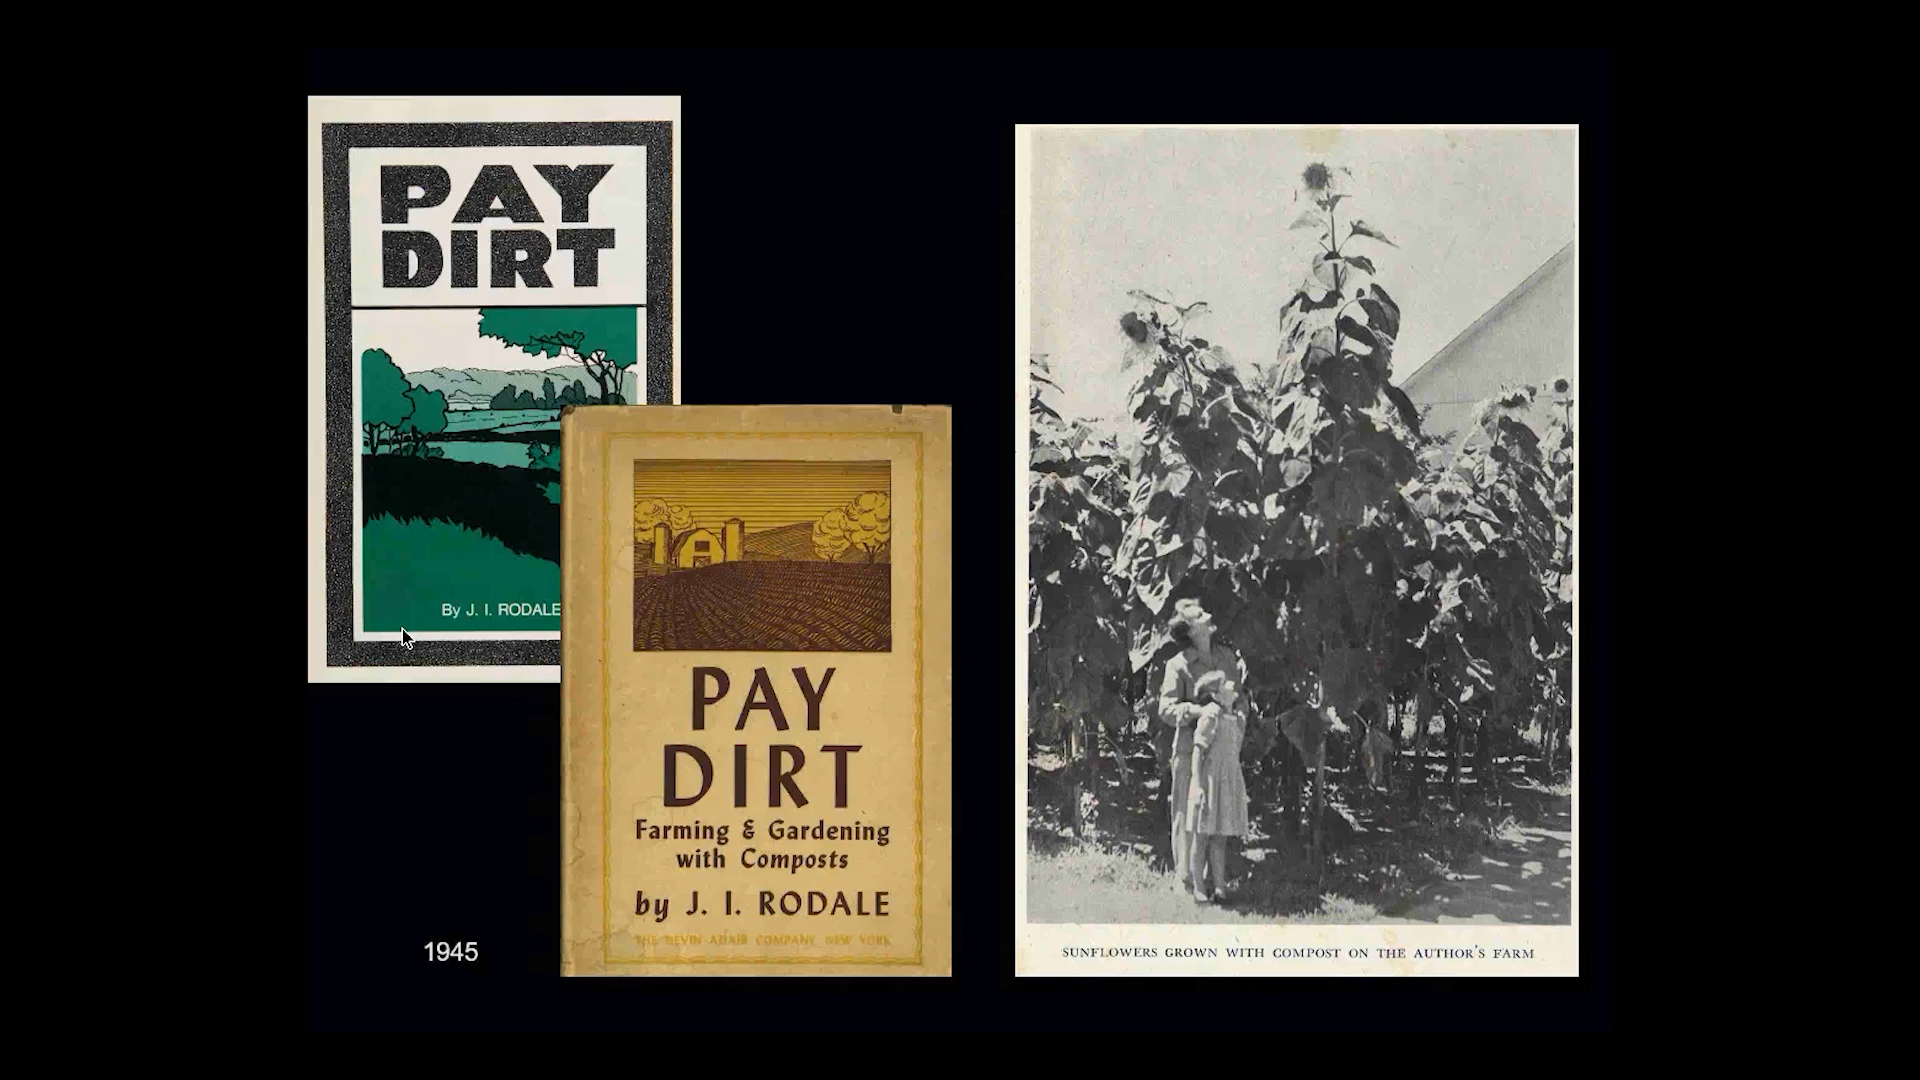 PAY
DIRT
By J. I. RODALE
PAY
DIRT
Farming & Gardening
with Composts
by J. I. RODALE
THE DEVIN-ADAIR COMPANY, NEW YORK
1945
SUNFLOWERS GROWN WITH COMPOST ON THE AUTHOR'S FARM